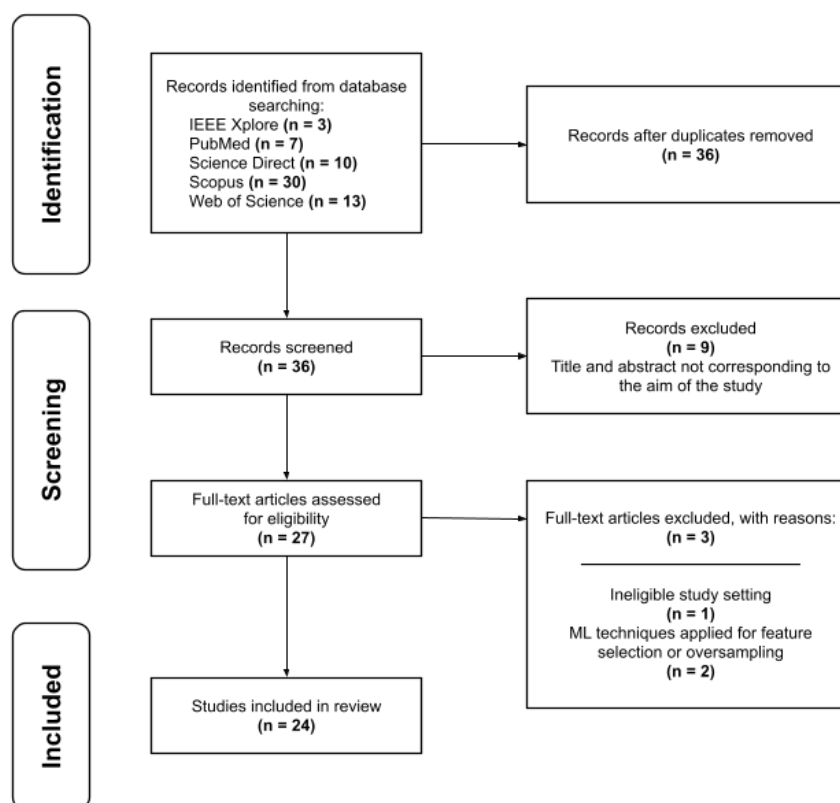 Identification
Records identified from database
searching:
IEEE Xplore (n = 3)
PubMed (n = 7)
Science Direct (n = 10)
Scopus (n = 30)
Web of Science (n = 13)
Records after duplicates removed
(n = 36)
Screening
Records screened
(n = 36)
Records excluded
(n = 9)
Title and abstract not corresponding to
the aim of the study
Full-text articles assessed
for eligibility
(n = 27)
Full-text articles excluded, with reasons:
(n = 3)
Ineligible study setting
(n = 1)
ML techniques applied for feature
selection or oversampling
(n = 2)
Included
Studies included in review
(n = 24)